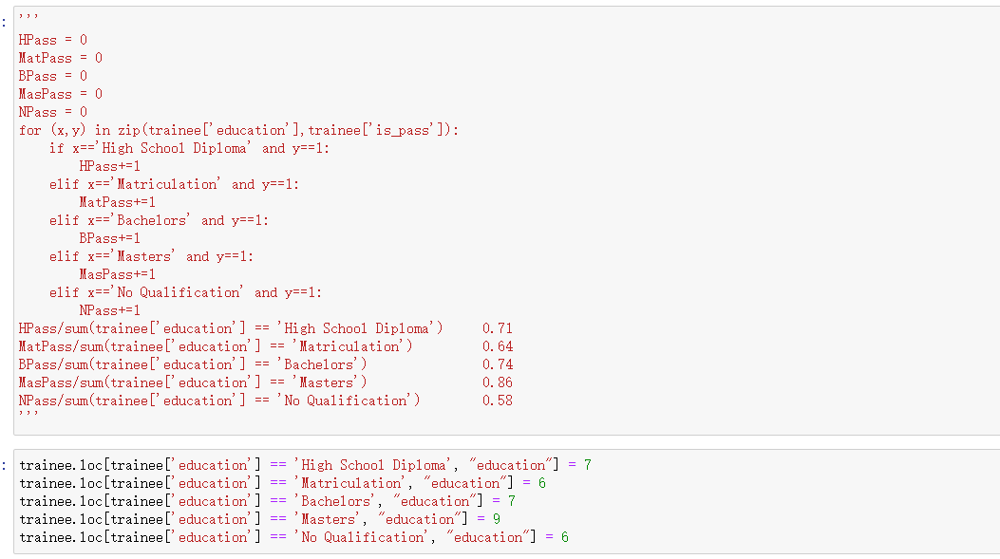 :
'''
HPass = 0
MatPass = 0
BPass = 0
MasPass = 0
NPass = 0
for (x,y) in zip(trainee['education'],trainee['is_pass']):
    if x=='High School Diploma' and y==1:
        HPass+=1
    elif x=='Matriculation' and y==1:
        MatPass+=1
    elif x=='Bachelors' and y==1:
        BPass+=1
    elif x=='Masters' and y==1:
        MasPass+=1
    elif x=='No Qualification' and y==1:
        NPass+=1
HPass/sum(trainee['education'] == 'High School Diploma')     0.71
MatPass/sum(trainee['education'] == 'Matriculation')         0.64
BPass/sum(trainee['education'] == 'Bachelors')               0.74
MasPass/sum(trainee['education'] == 'Masters')               0.86
NPass/sum(trainee['education'] == 'No Qualification')        0.58
'''
:
trainee.loc[trainee['education'] == 'High School Diploma', "education"] = 7
trainee.loc[trainee['education'] == 'Matriculation', "education"] = 6
trainee.loc[trainee['education'] == 'Bachelors', "education"] = 7
trainee.loc[trainee['education'] == 'Masters', "education"] = 9
trainee.loc[trainee['education'] == 'No Qualification', "education"] = 6